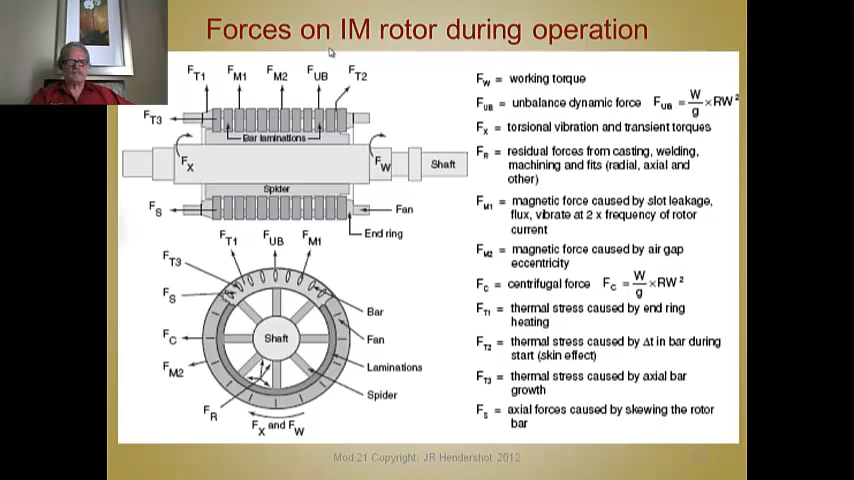 Forces on IM rotor during operation
FT1 FM1 FM2 FUB FT2
FT3
Bar laminations
FX FW Shaft
Spider
FS Fan
End ring
FT1 FUB FM1
FT3
FS
Bar
FC Shaft Fan
FM2 Laminations
Spider
FR
FX and FW
FW = working torque
FUB = unbalance dynamic force FUB = W/g × RW²
FX = torsional vibration and transient torques
FR = residual forces from casting, welding,
machining and fits (radial, axial and
other)
FM1 = magnetic force caused by slot leakage,
flux, vibrate at 2 x frequency of rotor
current
FM2 = magnetic force caused by air gap
eccentricity
FC = centrifugal force FC = W/g × RW²
FT1 = thermal stress caused by end ring
heating
FT2 = thermal stress caused by Δt in bar during
start (skin effect)
FT3 = thermal stress caused by axial bar
growth
FS = axial forces caused by skewing the rotor
bar
Mod 21 Copyright: JR Hendershot 2012